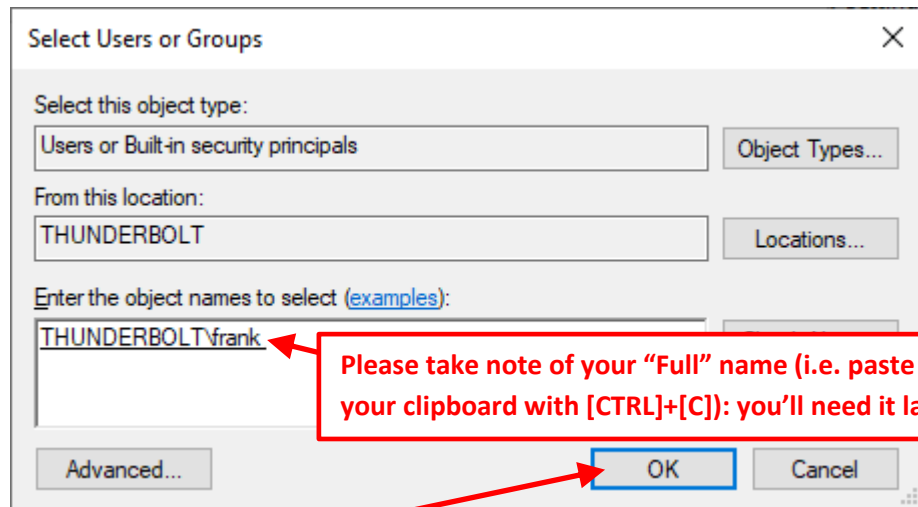 Select Users or Groups
Select this object type:
Users or Built-in security principals
Object Types...
From this location:
THUNDERBOLT
Locations...
Enter the object names to select (examples):
THUNDERBOLT\frank
Please take note of your “Full” name (i.e. paste
your clipboard with [CTRL]+[C]): you’ll need it
Advanced...
OK
Cancel